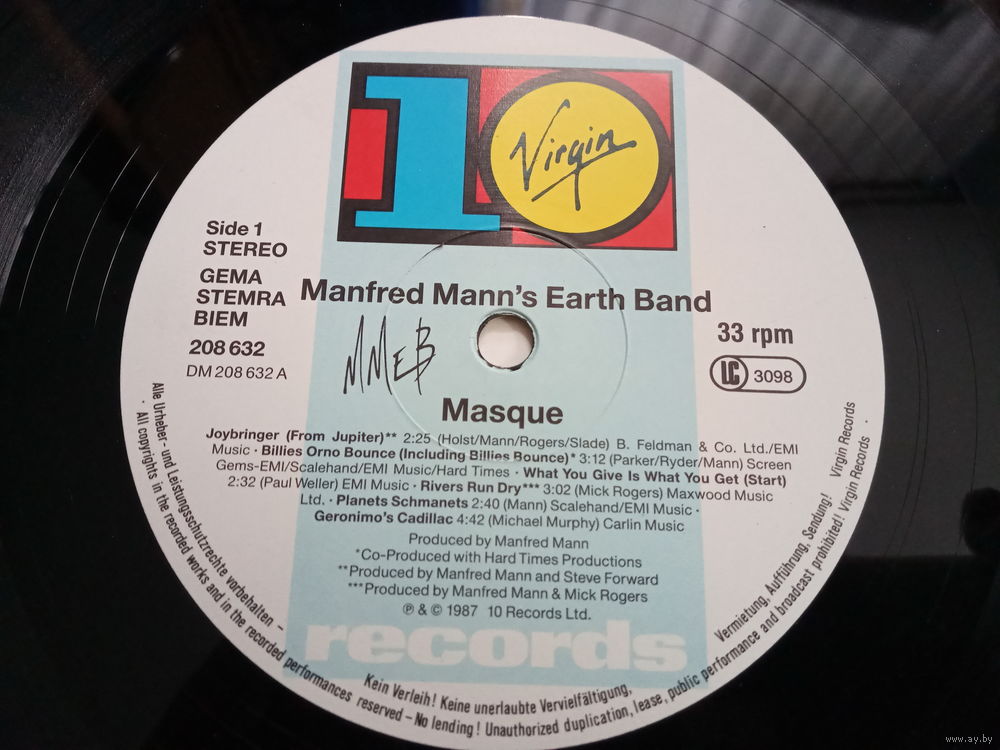 10
Virgin
Side 1
STEREO
GEMA
STEMRA
BIEM
208 632
DM 208 632 A
Manfred Mann's Earth Band
MMEB
33 rpm
LC 3098
Masque
Joybringer (From Jupiter)** 2:25 (Holst/Mann/Rogers/Slade) B. Feldman & Co. Ltd./EMI
Music · Billies Orno Bounce (Including Billies Bounce)* 3:12 (Parker/Ryder/Mann) Screen
Gems-EMI/Scalehand/EMI Music/Hard Times · What You Give Is What You Get (Start)
2:32 (Paul Weller) EMI Music · Rivers Run Dry*** 3:02 (Mick Rogers) Maxwood Music
Ltd. · Planets Schmanets 2:40 (Mann) Scalehand/EMI Music ·
Geronimo's Cadillac 4:42 (Michael Murphy) Carlin Music
Produced by Manfred Mann
*Co-Produced with Hard Times Productions
**Produced by Manfred Mann and Steve Forward
***Produced by Manfred Mann & Mick Rogers
℗ & © 1987 10 Records Ltd.
records
Alle Urheber- und Leistungsschutzrechte vorbehalten –
Kein Verleih! Keine unerlaubte Vervielfältigung,
Vermietung, Aufführung, Sendung! Virgin Records
· All copyrights in the recorded works and in the recorded performances reserved – No lending! Unauthorized duplication, lease, public performance and broadcast prohibited! Virgin Records ·
www.ay.by